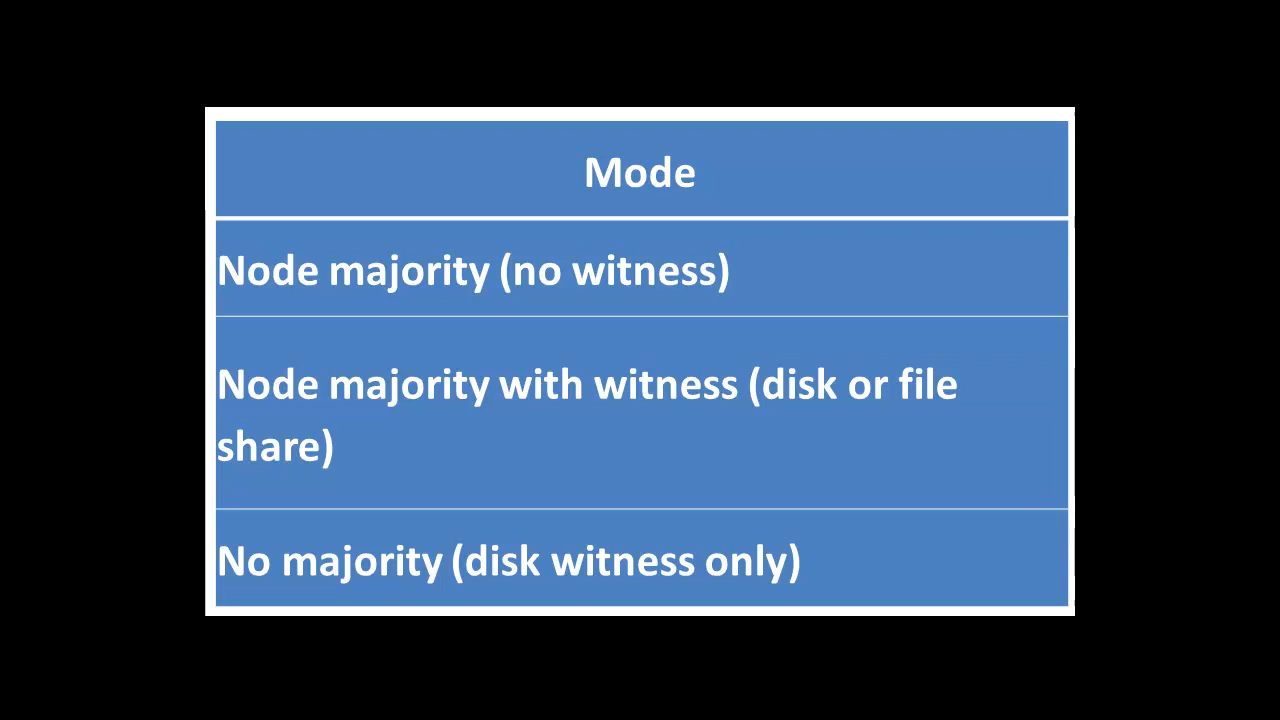 Mode
Node majority (no witness)
Node majority with witness (disk or file
share)
No majority (disk witness only)